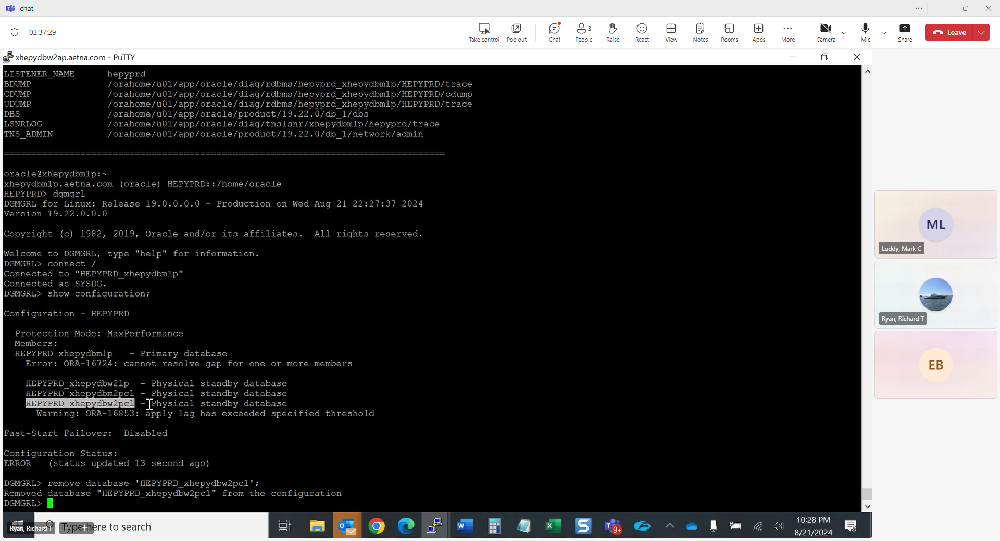 chat
02:37:29
Take control
Pop out
Chat
3
People
Raise
React
View
Notes
Rooms
Apps
More
Camera
Mic
Share
Leave
xhepydbw2ap.aetna.com - PuTTY
LISTENER_NAME hepyprd
BDUMP /orahome/u01/app/oracle/diag/rdbms/hepyprd_xhepydbm1p/HEPYPRD/trace
CDUMP /orahome/u01/app/oracle/diag/rdbms/hepyprd_xhepydbm1p/HEPYPRD/cdump
UDUMP /orahome/u01/app/oracle/diag/rdbms/hepyprd_xhepydbm1p/HEPYPRD/trace
DBS /orahome/u01/app/oracle/product/19.22.0/db_1/dbs
LSNRLOG /orahome/u01/app/oracle/diag/tnslsnr/xhepydbm1p/hepyprd/trace
TNS_ADMIN /orahome/u01/app/oracle/product/19.22.0/db_1/network/admin
=================================================================================
oracle@xhepydbm1p:~
xhepydbm1p.aetna.com (oracle) HEPYPRD::/home/oracle
HEPYPRD> dgmgrl
DGMGRL for Linux: Release 19.0.0.0.0 - Production on Wed Aug 21 22:27:37 2024
Version 19.22.0.0.0
Copyright (c) 1982, 2019, Oracle and/or its affiliates. All rights reserved.
Welcome to DGMGRL, type "help" for information.
DGMGRL> connect /
Connected to "HEPYPRD_xhepydbm1p"
Connected as SYSDG.
DGMGRL> show configuration;
Configuration - HEPYPRD
Protection Mode: MaxPerformance
Members:
HEPYPRD_xhepydbm1p - Primary database
Error: ORA-16724: cannot resolve gap for one or more members
HEPYPRD_xhepydbw21p - Physical standby database
HEPYPRD_xhepydbm2pcl - Physical standby database
HEPYPRD_xhepydbw2pcl - Physical standby database
Warning: ORA-16853: apply lag has exceeded specified threshold
Fast-Start Failover: Disabled
Configuration Status:
ERROR (status updated 13 second ago)
DGMGRL> remove database 'HEPYPRD_xhepydbw2pcl';
Removed database "HEPYPRD_xhepydbw2pcl" from the configuration
DGMGRL>
ML
Luddy, Mark C
Ryan, Richard T
EB
Ryan, Richard T
Type here to search
9+
10:28 PM
8/21/2024